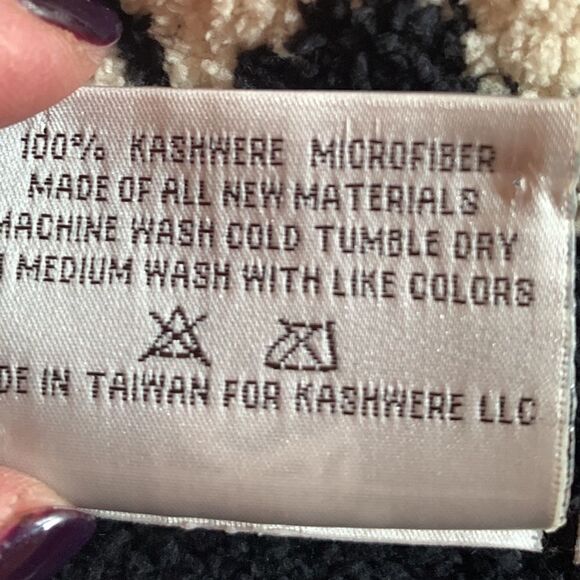 100% KASHWERE MICROFIBER
MADE OF ALL NEW MATERIALS
MACHINE WASH COLD TUMBLE DRY
MEDIUM WASH WITH LIKE COLORS
DE IN TAIWAN FOR KASHWERE LLC